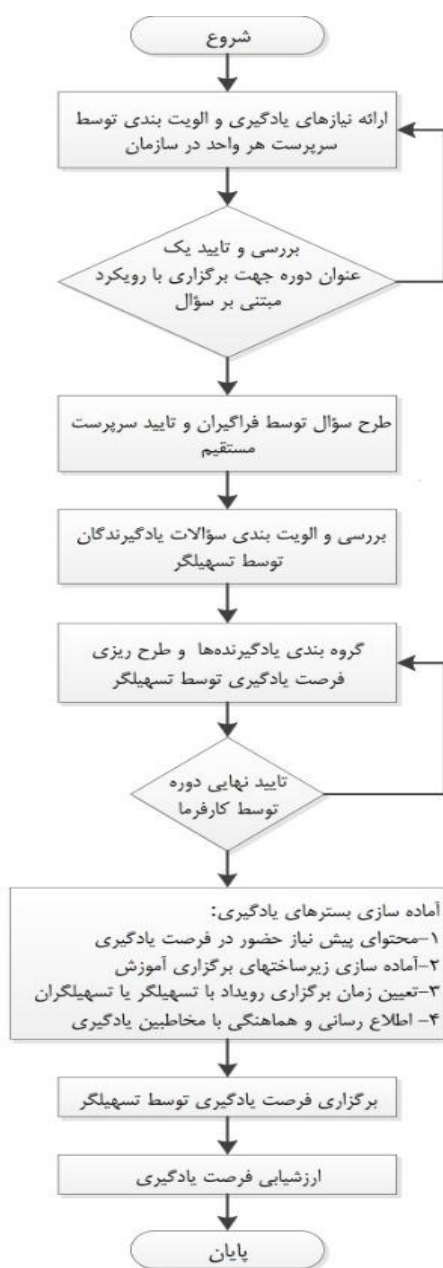 شروع
ارائه نیازهای یادگیری و الویت بندی توسط
سرپرست هر واحد در سازمان
بررسی و تایید یک
عنوان دوره جهت برگزاری با رویکرد
مبتنی بر سؤال
طرح سؤال توسط فراگیران و تایید سرپرست
مستقیم
بررسی و الویت بندی سؤالات یادگیرندگان
توسط تسهیلگر
گروه بندی یادگیرنده‌ها و طرح ریزی
فرصت یادگیری توسط تسهیلگر
تایید نهایی دوره
توسط کارفرما
آماده سازی بسترهای یادگیری:
۱-محتوای پیش نیاز حضور در فرصت یادگیری
۲-آماده سازی زیرساختهای برگزاری آموزش
۳-تعیین زمان برگزاری رویداد با تسهیلگر یا تسهیلگران
۴- اطلاع رسانی و هماهنگی با مخاطبین یادگیری
برگزاری فرصت یادگیری توسط تسهیلگر
ارزشیابی فرصت یادگیری
پایان